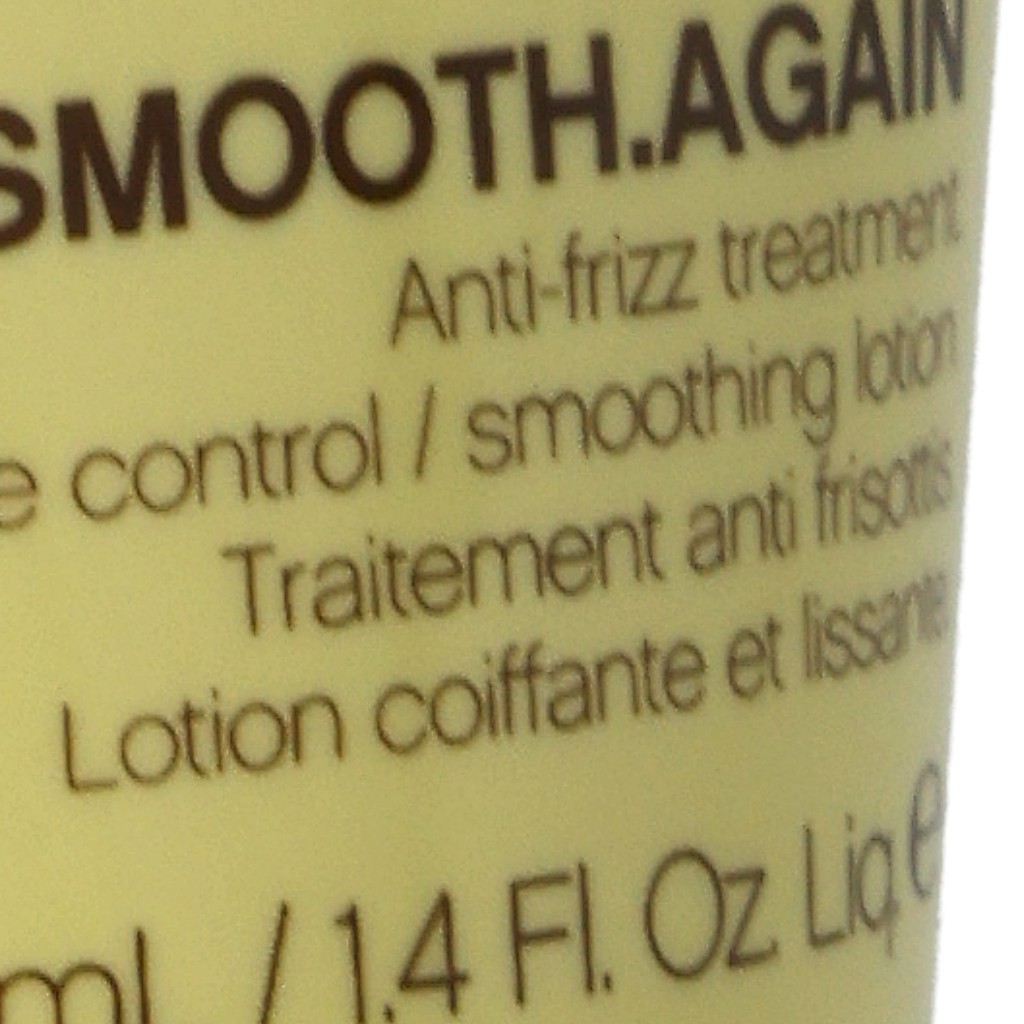 SMOOTH.AGAIN
Anti-frizz treatment
e control / smoothing lotion
Traitement anti frisottis
Lotion coiffante et lissante
mL / 1.4 Fl. Oz. Liq. e